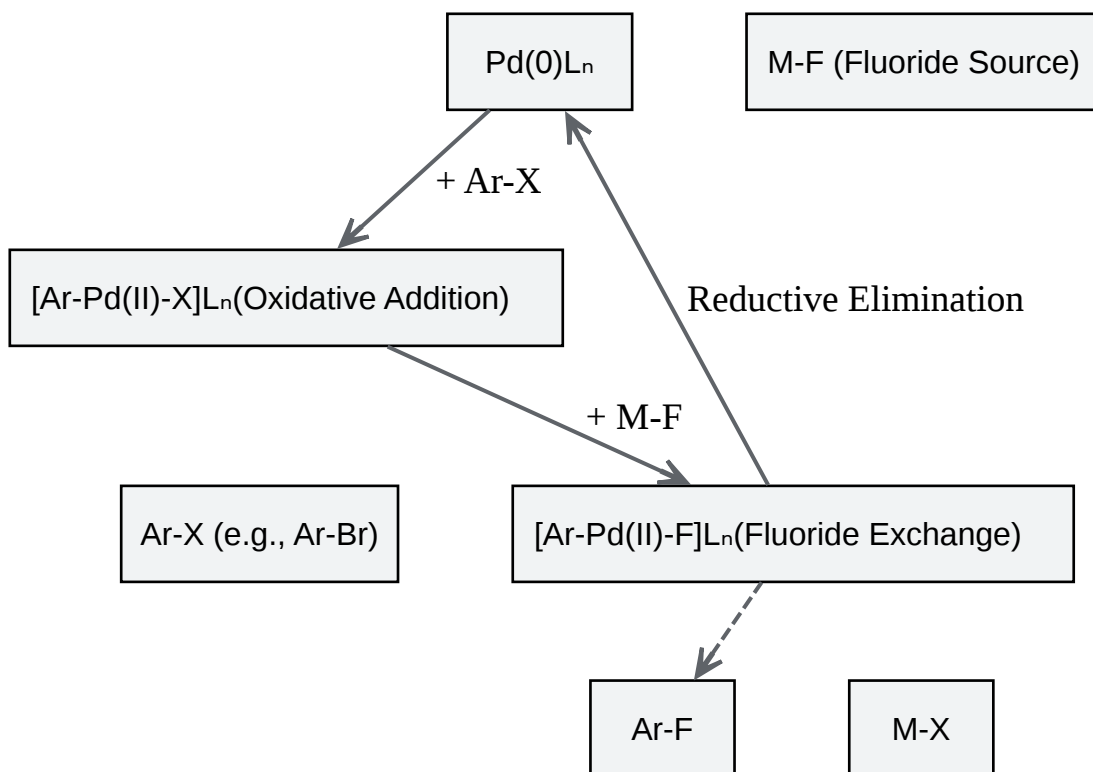 Pd(0)Lₙ
M-F (Fluoride Source)
+ Ar-X
[Ar-Pd(II)-X]Lₙ(Oxidative Addition)
Reductive Elimination
+ M-F
Ar-X (e.g., Ar-Br)
[Ar-Pd(II)-F]Lₙ(Fluoride Exchange)
Ar-F
M-X